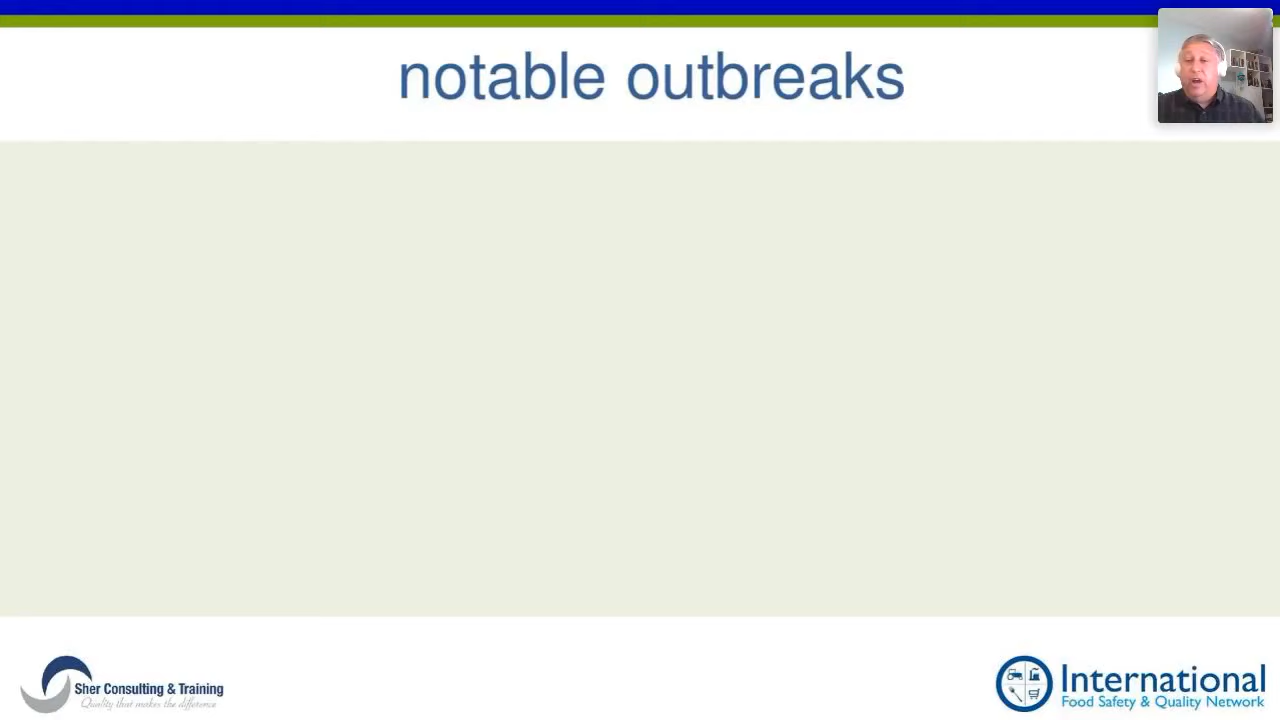 notable outbreaks
Sher Consulting & Training
Quality that makes the difference
International
Food Safety & Quality Network